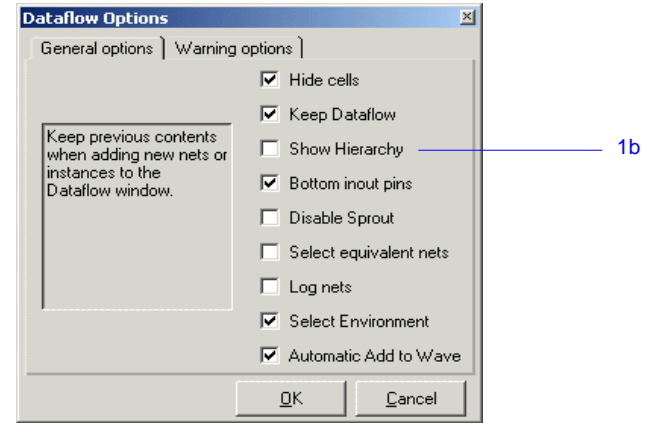 Dataflow Options
General options
Warning options
Hide cells
Keep Dataflow
Keep previous contents
when adding new nets or
instances to the
Dataflow window.
Show Hierarchy
1b
Bottom inout pins
Disable Sprout
Select equivalent nets
Log nets
Select Environment
Automatic Add to Wave
OK
Cancel